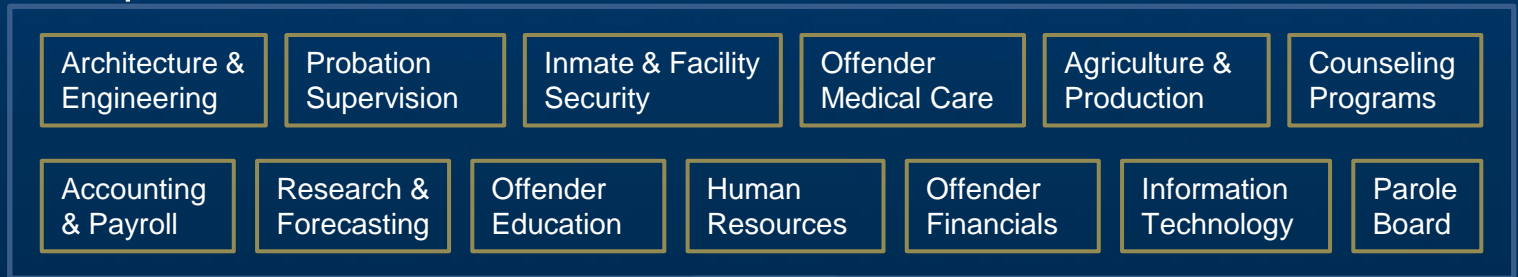 Architecture &
Engineering
Probation
Supervision
Inmate & Facility
Security
Offender
Medical Care
Agriculture &
Production
Counseling
Programs
Accounting
& Payroll
Research &
Forecasting
Offender
Education
Human
Resources
Offender
Financials
Information
Technology
Parole
Board